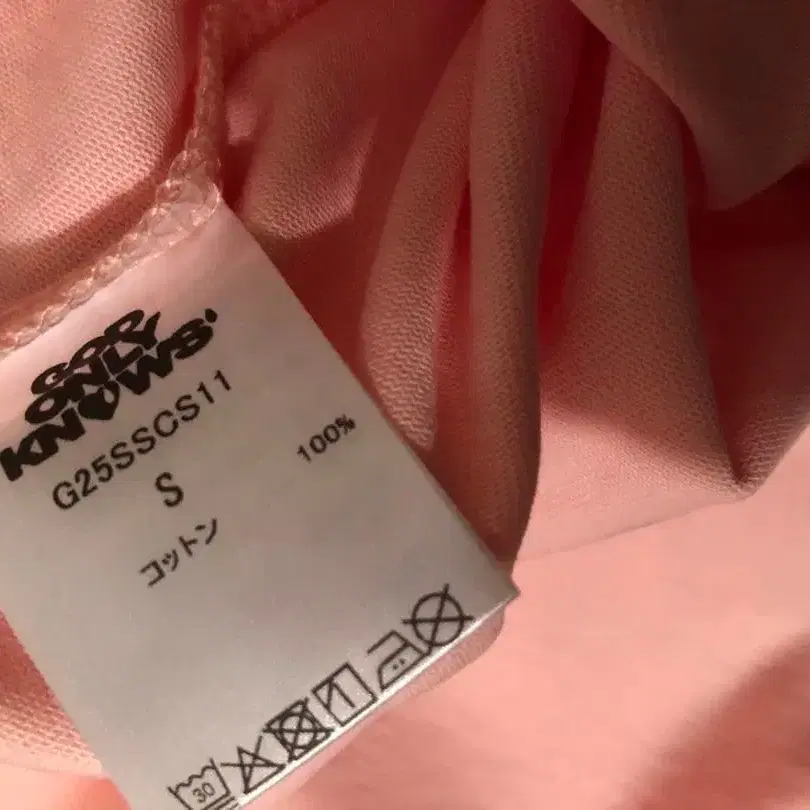 GOD
ONLY
KNOWS'
G25SSCS11
S
コットン 100%
30